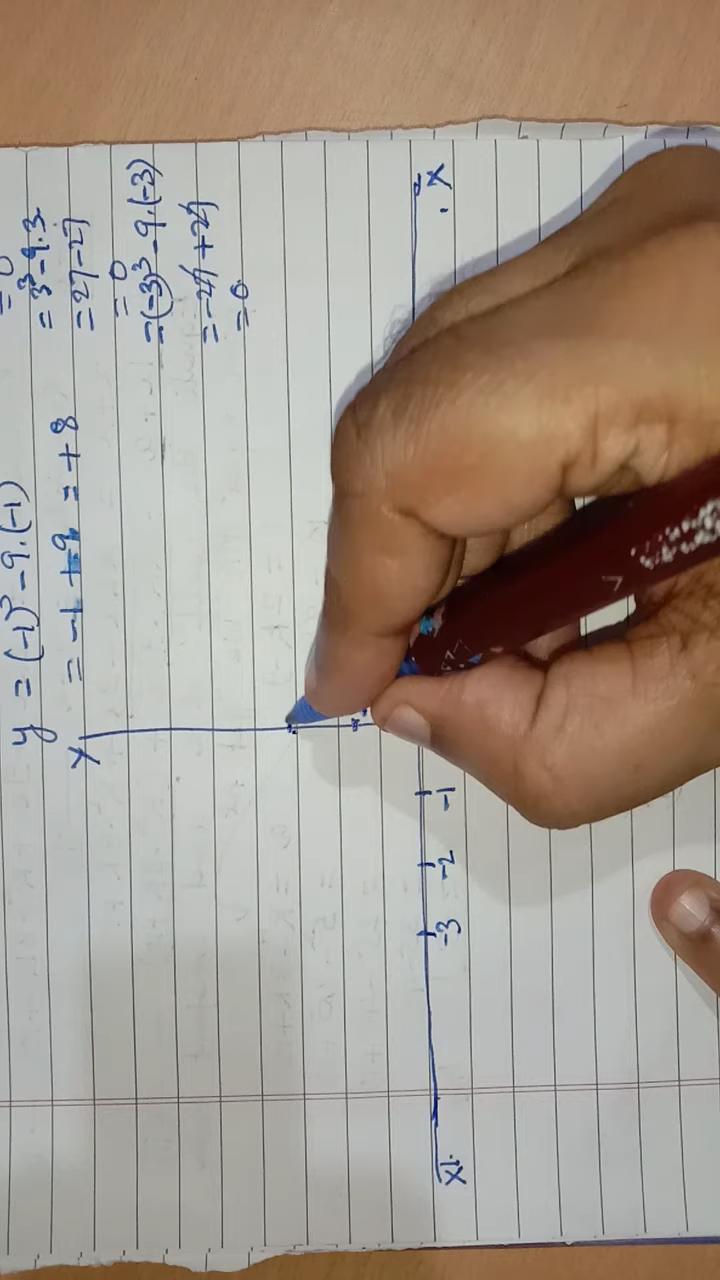 = 0
= 3³ - 9.3
= 27 - 27
= 0
= (-3)³ - 9.(-3)
= -27 + 27
= 0
y = (-1)³ - 9.(-1)
= -1 + 9 = +8
Y
X
-3 -2 -1